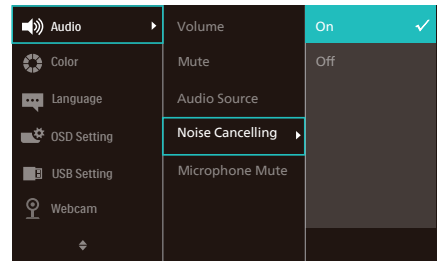 Audio
Color
Language
OSD Setting
USB Setting
Webcam
Volume
Mute
Audio Source
Noise Cancelling
Microphone Mute
On
Off